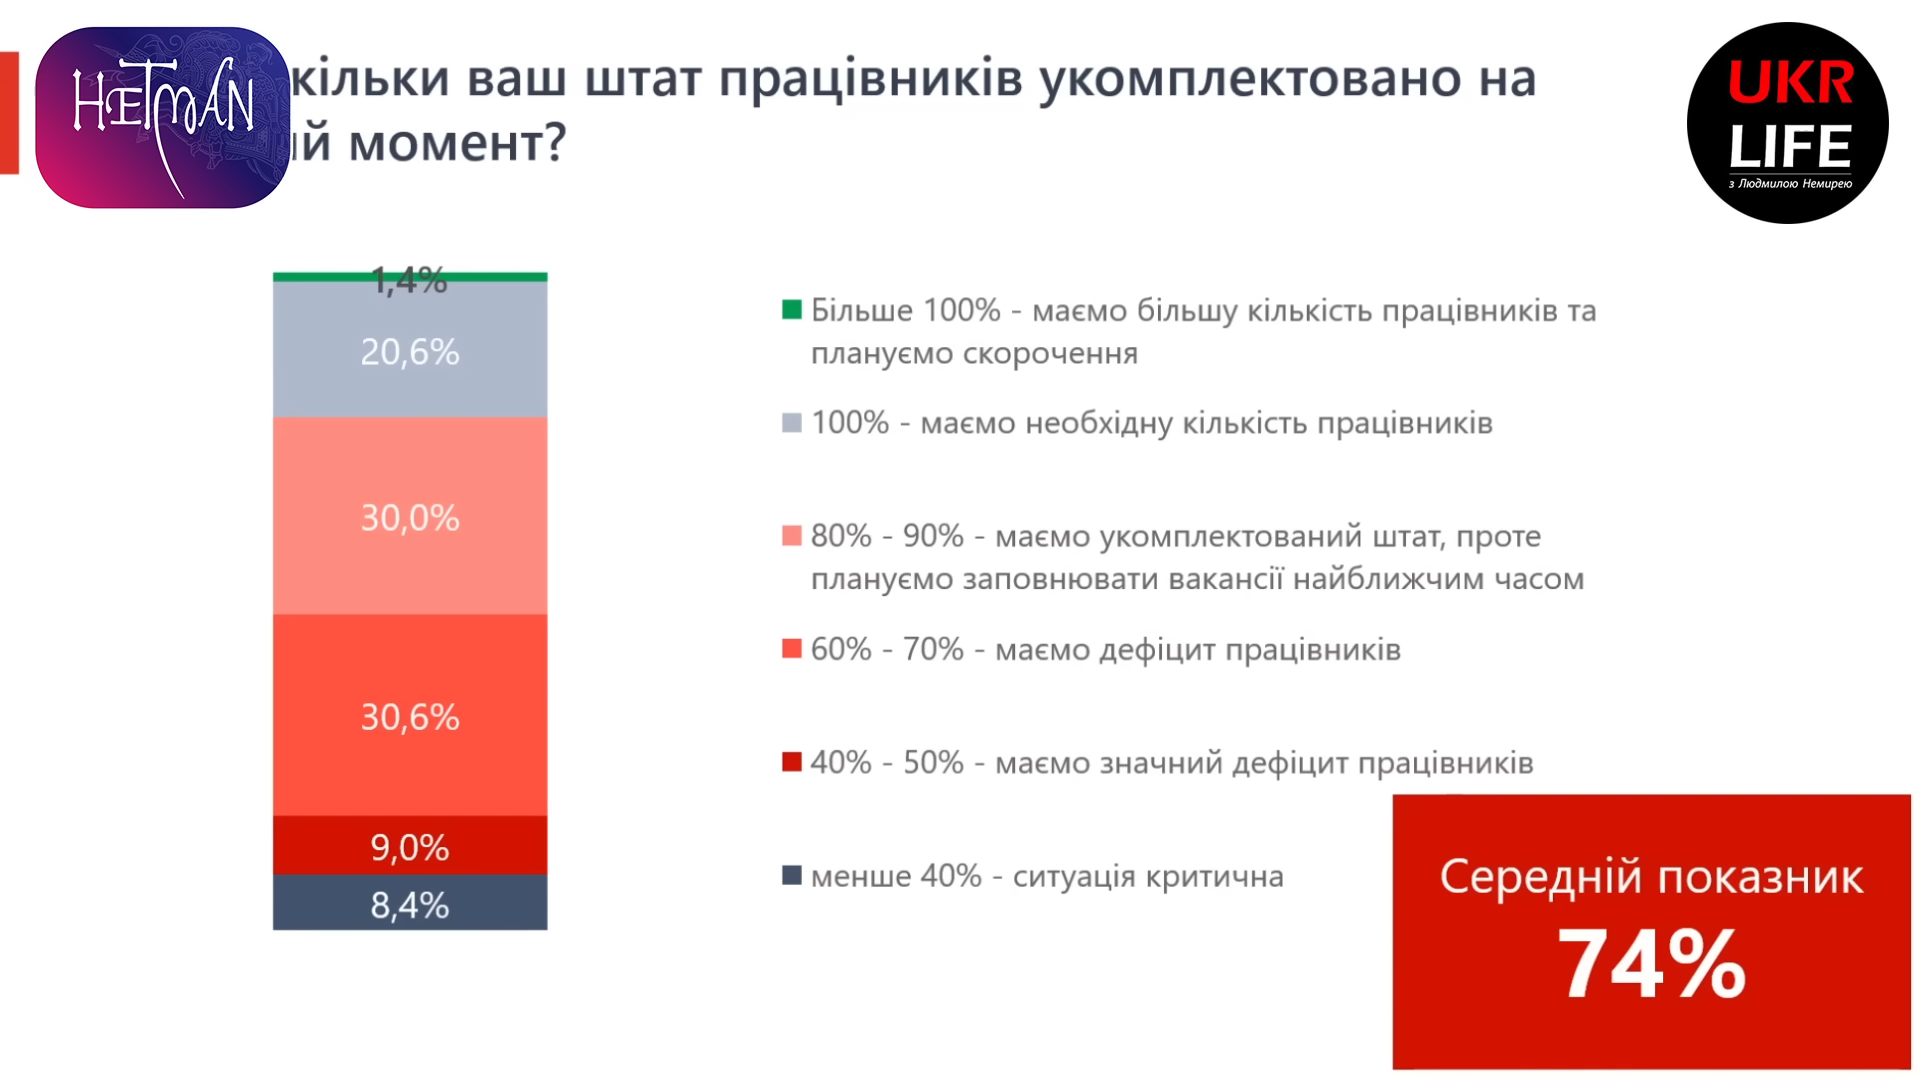 HETMAN
кільки ваш штат працівників укомплектовано на
ий момент?
UKR
LIFE
з Людмилою Немирею
1,4%
20,6%
30,0%
30,6%
9,0%
8,4%
Більше 100% - маємо більшу кількість працівників та
плануємо скорочення
100% - маємо необхідну кількість працівників
80% - 90% - маємо укомплектований штат, проте
плануємо заповнювати вакансії найближчим часом
60% - 70% - маємо дефіцит працівників
40% - 50% - маємо значний дефіцит працівників
менше 40% - ситуація критична
Середній показник
74%